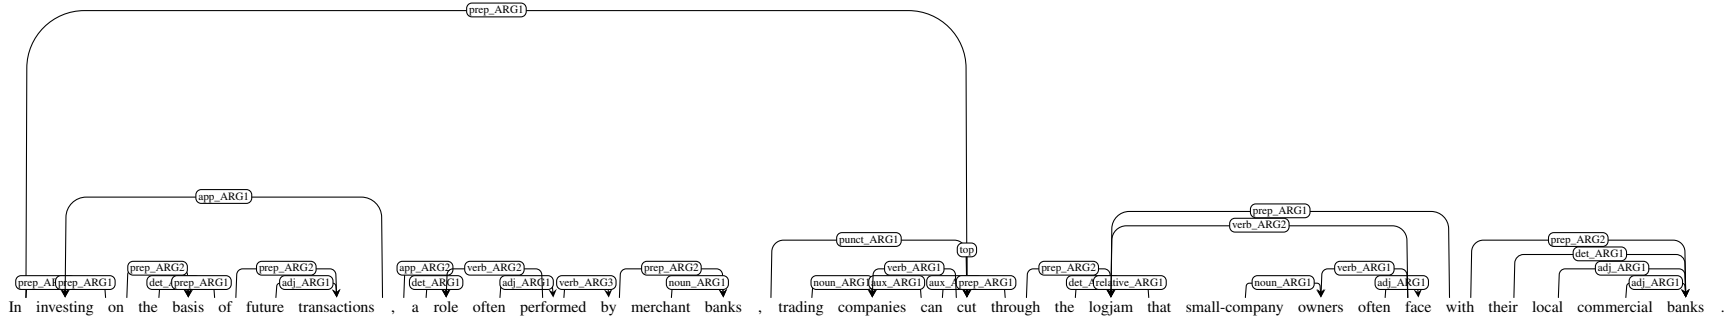 prep_ARG1
app_ARG1
prep_ARG1
verb_ARG2
punct_ARG1
top
prep_ARG2
det_ARG1
adj_ARG1
prep_ARG2 prep_ARG2 app_ARG2 verb_ARG2 prep_ARG2 verb_ARG1 prep_ARG2 verb_ARG1
prep_ARG1 prep_ARG1 adj_ARG1 det_ARG1 adj_ARG1 verb_ARG3 noun_ARG1 noun_ARG1 aux_ARG1 prep_ARG1 relative_ARG1 noun_ARG1 adj_ARG1 adj_ARG1
In investing on the basis of future transactions , a role often performed by merchant banks , trading companies can cut through the logjam that small-company owners often face with their local commercial banks .